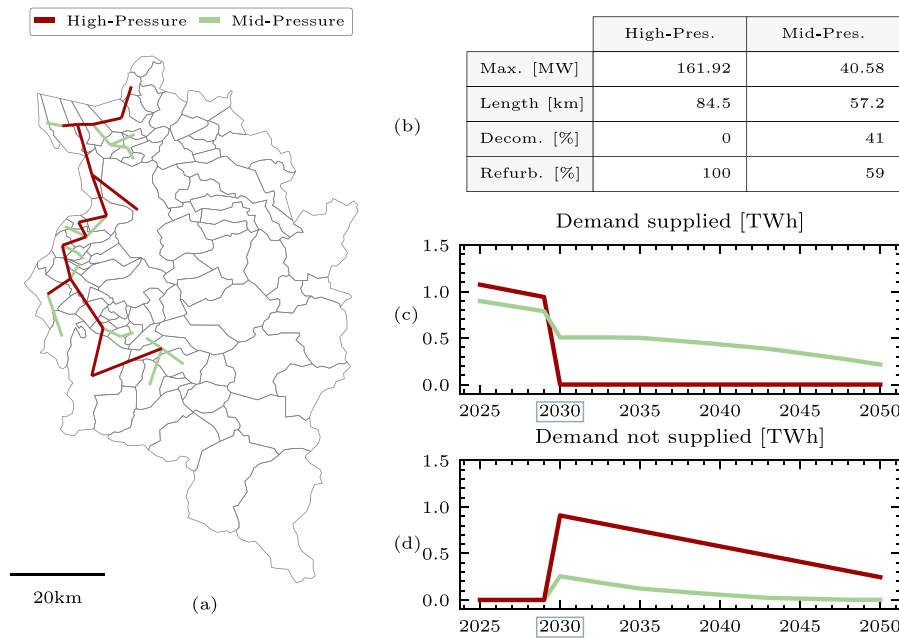 High-Pressure Mid-Pressure
20km
(a)
High-Pres. Mid-Pres.
Max. [MW] 161.92 40.58
Length [km] 84.5 57.2
Decom. [%] 0 41
Refurb. [%] 100 59
(b)
Demand supplied [TWh]
1.5
1.0
0.5
0.0
(c)
2025 2030 2035 2040 2045 2050
Demand not supplied [TWh]
1.5
1.0
0.5
0.0
(d)
2025 2030 2035 2040 2045 2050